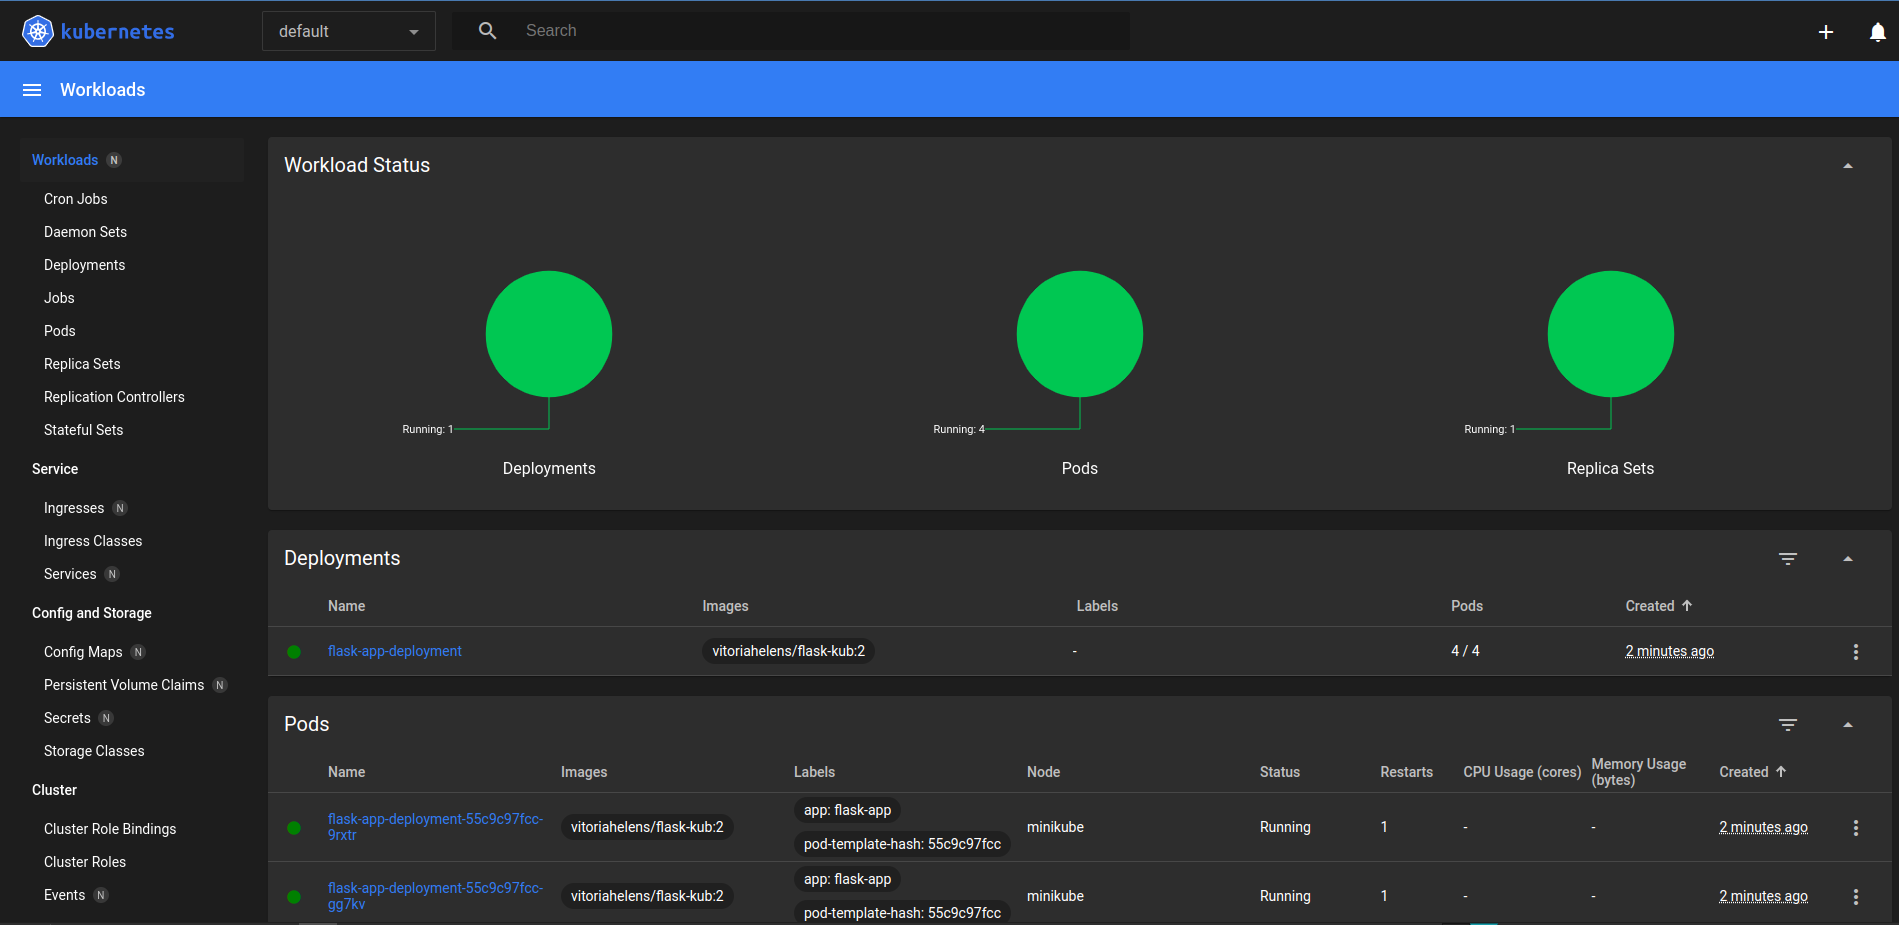 kubernetes
default
Search
Workloads
Workloads N
Cron Jobs
Daemon Sets
Deployments
Jobs
Pods
Replica Sets
Replication Controllers
Stateful Sets
Service
Ingresses N
Ingress Classes
Services N
Config and Storage
Config Maps N
Persistent Volume Claims N
Secrets N
Storage Classes
Cluster
Cluster Role Bindings
Cluster Roles
Events N
Workload Status
Running: 1
Deployments
Running: 4
Pods
Running: 1
Replica Sets
Deployments
Name Images Labels Pods Created
flask-app-deployment vitoriahelens/flask-kub:2 - 4 / 4 2 minutes ago
Pods
Name Images Labels Node Status Restarts CPU Usage (cores) Memory Usage
(bytes) Created
flask-app-deployment-55c9c97fcc-
9rxtr
vitoriahelens/flask-kub:2
app: flask-app
pod-template-hash: 55c9c97fcc
minikube Running 1 - - 2 minutes ago
flask-app-deployment-55c9c97fcc-
gg7kv
vitoriahelens/flask-kub:2
app: flask-app
pod-template-hash: 55c9c97fcc
minikube Running 1 - - 2 minutes ago